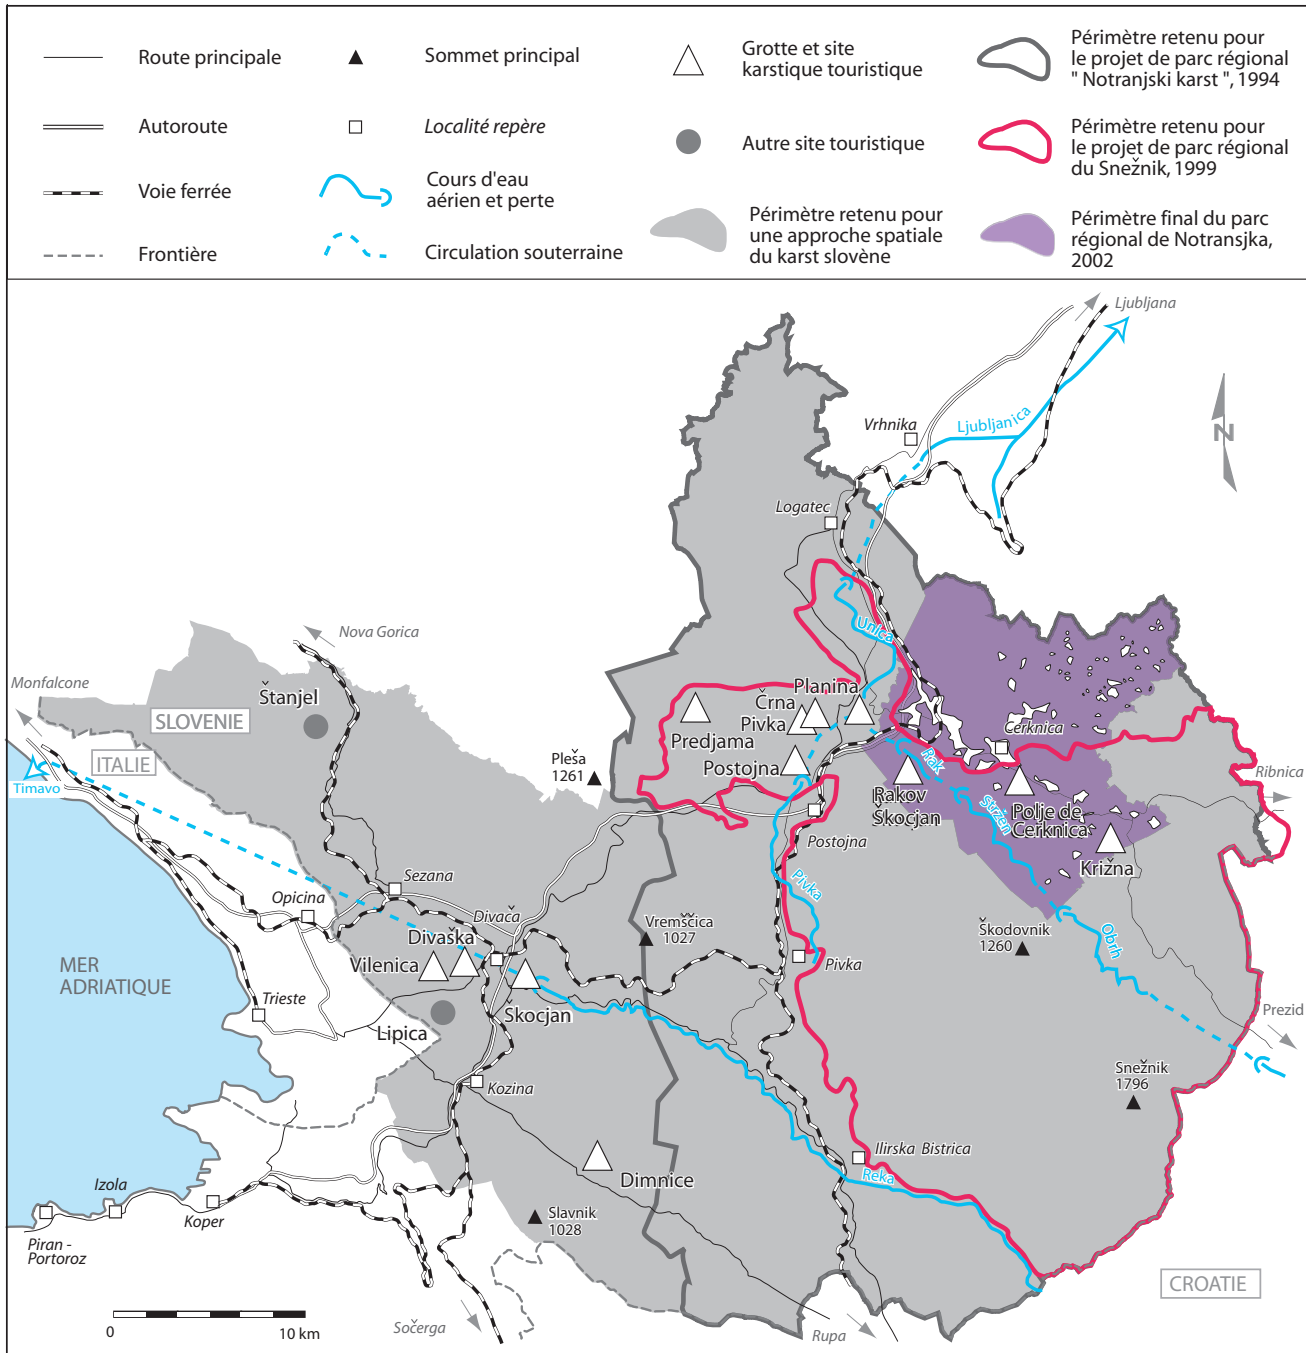 Route principale
Autoroute
Voie ferrée
Frontière
Sommet principal
Localité repère
Cours d'eau
aérien et perte
Circulation souterraine
Grotte et site
karstique touristique
Autre site touristique
Périmètre retenu pour
une approche spatiale
du karst slovène
Périmètre retenu pour
le projet de parc régional
" Notranjski karst ", 1994
Périmètre retenu pour
le projet de parc régional
du Snežnik, 1999
Périmètre final du parc
régional de Notransjka,
2002
Ljubljana
N
Vrhnika
Ljubljanica
Logatec
Unica
Nova Gorica
Monfalcone
Štanjel
SLOVENIE
ITALIE
Timavo
Pleša
1261
Planina
Črna
Pivka
Predjama
Postojna
Cerknica
Rak
Ribnica
Rakov
Škocjan
Stržen
Polje de
Cerknica
Postojna
Križna
Pivka
Sezana
Opicina
Divača
Divaška
Vilenica
Vremščica
1027
Škodovnik
1260
Obrh
Pivka
MER
ADRIATIQUE
Trieste
Lipica
Škocjan
Prezid
Kozina
Snežnik
1796
Ilirska Bistrica
Reka
Dimnice
Izola
Koper
Slavnik
1028
Piran -
Portoroz
CROATIE
0
10 km
Sočerga
Rupa